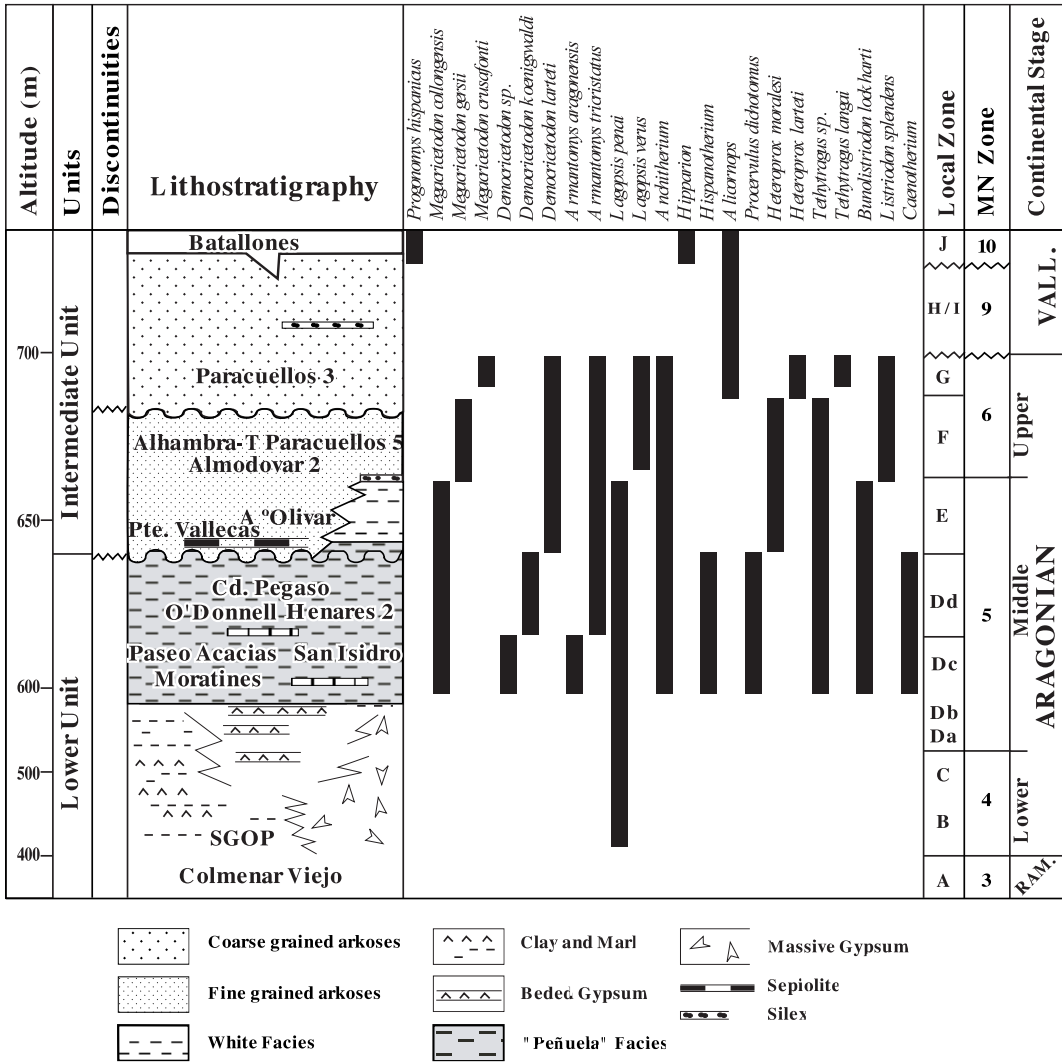 Altitude (m)
Units
Discontinuities
Lithostratigraphy
Progonomys hispanicus
Megacricetodon collongensis
Megacricetodon gersii
Megacricetodon crusafonti
Democricetodon sp.
Democricetodon koenigswaldi
Democricetodon larteti
Armantomys aragonensis
Armantomys tricristatus
Lagopsis penai
Lagopsis verus
Anchitherium
Hipparion
Hispanotherium
Alicornops
Procervulus dichotomus
Heteroprox moralesi
Heteroprox larteti
Tethytragus sp.
Tethytragus langai
Bunolistriodon lockharti
Listriodon splendens
Caenotherium
Local Zone
MN Zone
Continental Stage
700
650
600
500
400
Intermediate Unit
Lower Unit
Batallones
Paracuellos 3
Alhambra-T Paracuellos 5
Almodovar 2
A ºOlivar
Pte. Vallecas
Cd. Pegaso
O'Donnell Henares 2
Paseo Acacias San Isidro
Moratines
SGOP
Colmenar Viejo
J
H/I
G
F
E
Dd
Dc
Db
Da
C
B
A
10
9
6
5
4
3
VALL.
Upper
Middle
Lower
ARAGONIAN
RAM.
Coarse grained arkoses
Fine grained arkoses
White Facies
Clay and Marl
Beded Gypsum
"Peñuela" Facies
Massive Gypsum
Sepiolite
Silex